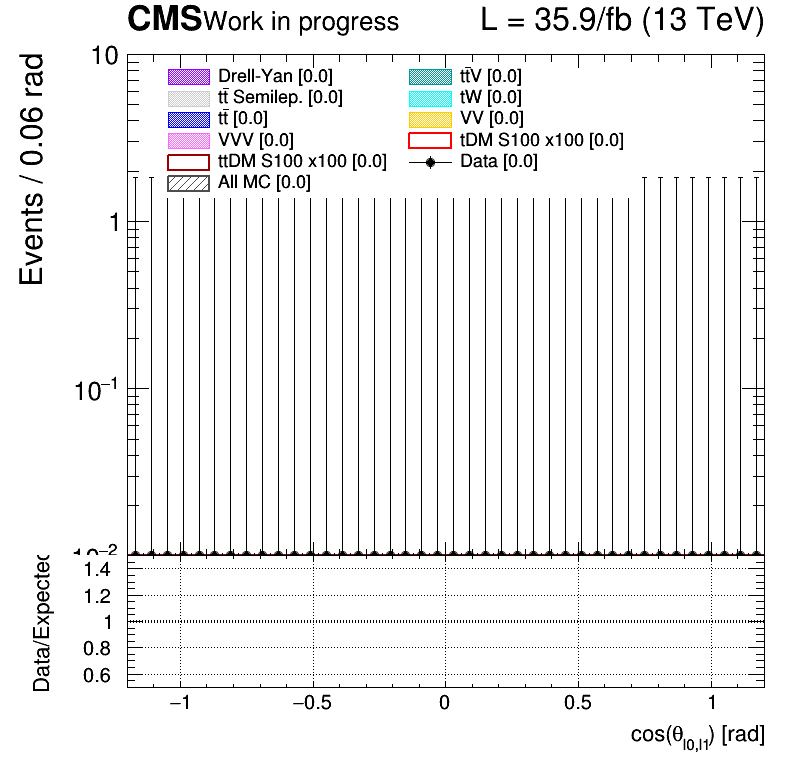 CMS Work in progress L = 35.9/fb (13 TeV)
Events / 0.06 rad
10
1
10⁻¹
10⁻²
Drell-Yan [0.0] tt̄V [0.0]
tt̄ Semilep. [0.0] tW [0.0]
tt̄ [0.0] VV [0.0]
VVV [0.0] tDM S100 x100 [0.0]
ttDM S100 x100 [0.0] Data [0.0]
All MC [0.0]
Data/Expected
1.4
1.2
1
0.8
0.6
−1 −0.5 0 0.5 1
cos(θl0,l1) [rad]